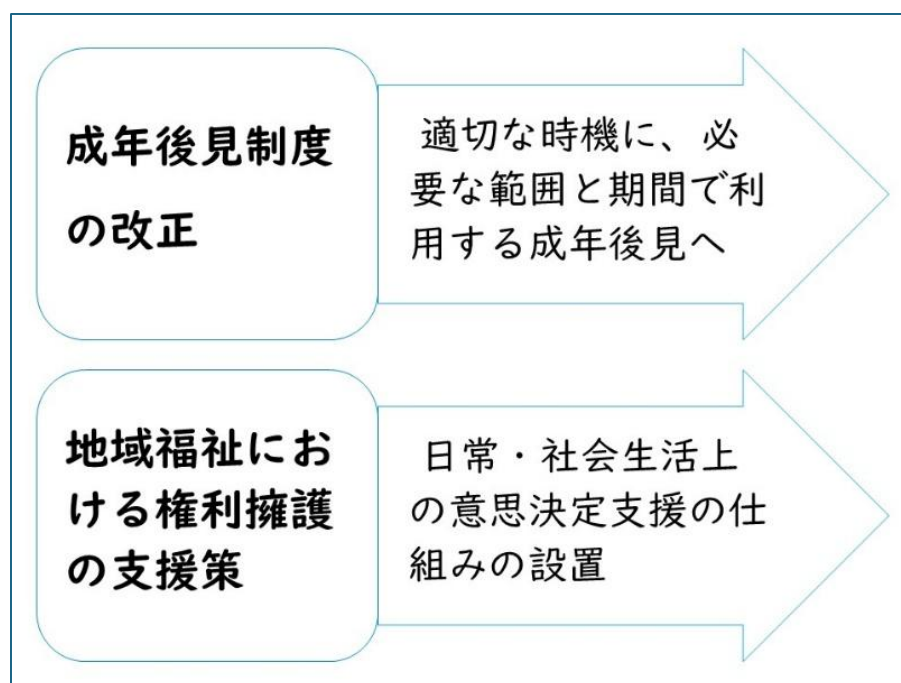 成年後見制度
の改正
適切な時機に、必
要な範囲と期間で利
用する成年後見へ
地域福祉にお
ける権利擁護
の支援策
日常・社会生活上
の意思決定支援の仕
組みの設置